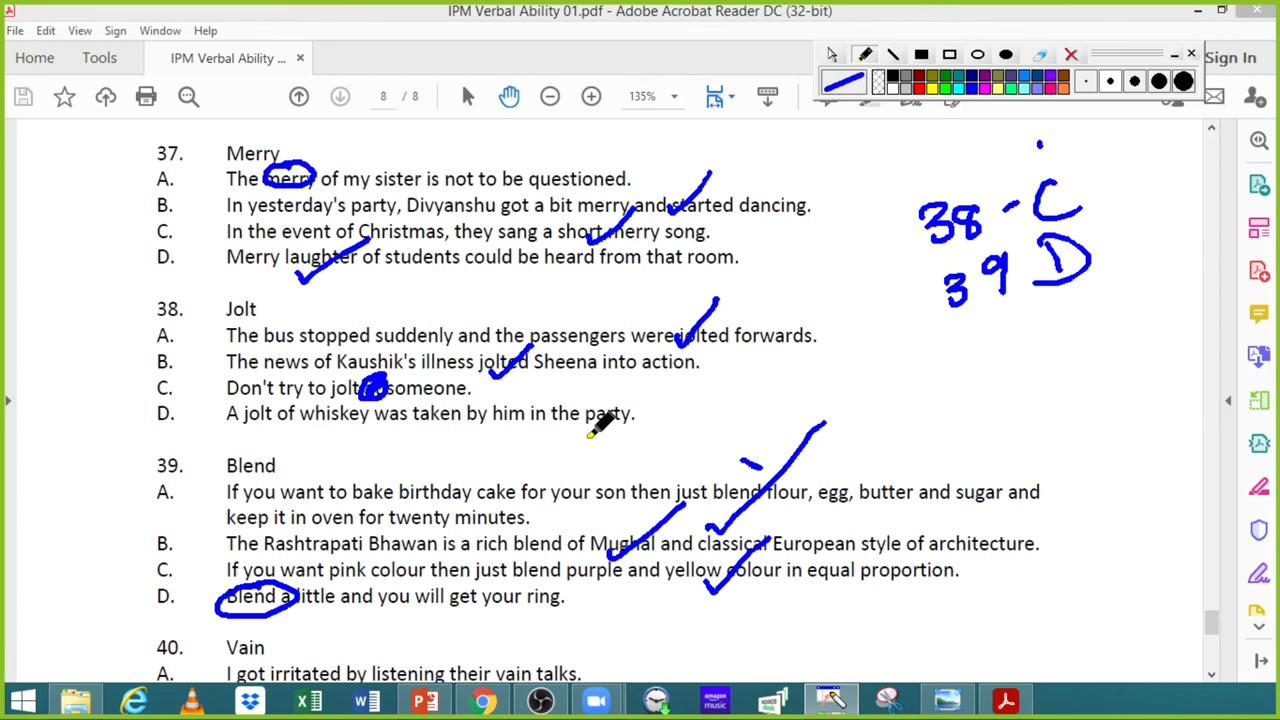 IPM Verbal Ability 01.pdf - Adobe Acrobat Reader DC (32-bit)
File Edit View Sign Window Help
Home Tools IPM Verbal Ability ... × Sign In
8 / 8 135%
37. Merry
A. The merry of my sister is not to be questioned.
B. In yesterday's party, Divyanshu got a bit merry and started dancing.
C. In the event of Christmas, they sang a short merry song.
D. Merry laughter of students could be heard from that room.
38 - C
39 D
38. Jolt
A. The bus stopped suddenly and the passengers were jolted forwards.
B. The news of Kaushik's illness jolted Sheena into action.
C. Don't try to jolt someone.
D. A jolt of whiskey was taken by him in the party.
39. Blend
A. If you want to bake birthday cake for your son then just blend flour, egg, butter and sugar and
keep it in oven for twenty minutes.
B. The Rashtrapati Bhawan is a rich blend of Mughal and classical European style of architecture.
C. If you want pink colour then just blend purple and yellow colour in equal proportion.
D. Blend a little and you will get your ring.
40. Vain
A. I got irritated by listening their vain talks.
amazon music